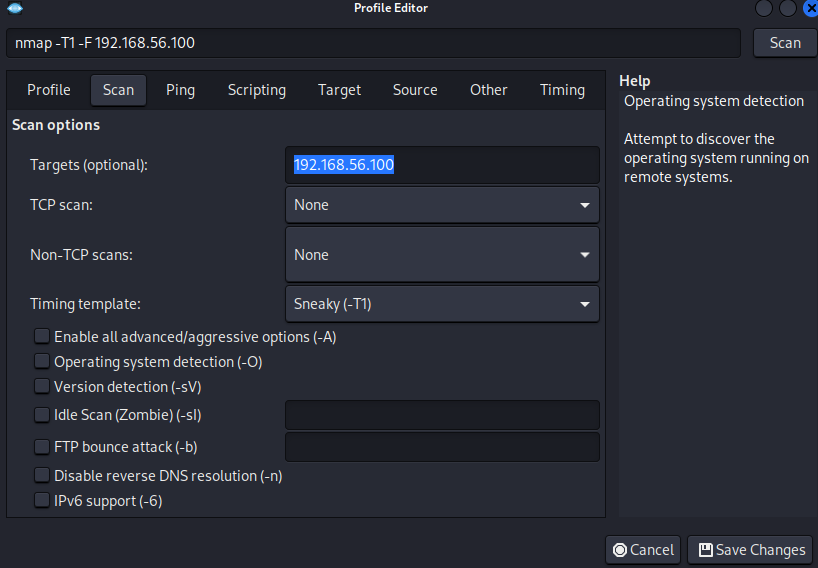 Profile Editor
nmap -T1 -F 192.168.56.100
Scan
Profile Scan Ping Scripting Target Source Other Timing
Scan options
Targets (optional): 192.168.56.100
TCP scan: None
Non-TCP scans: None
Timing template: Sneaky (-T1)
Enable all advanced/aggressive options (-A)
Operating system detection (-O)
Version detection (-sV)
Idle Scan (Zombie) (-sI)
FTP bounce attack (-b)
Disable reverse DNS resolution (-n)
IPv6 support (-6)
Help
Operating system detection
Attempt to discover the
operating system running on
remote systems.
Cancel
Save Changes